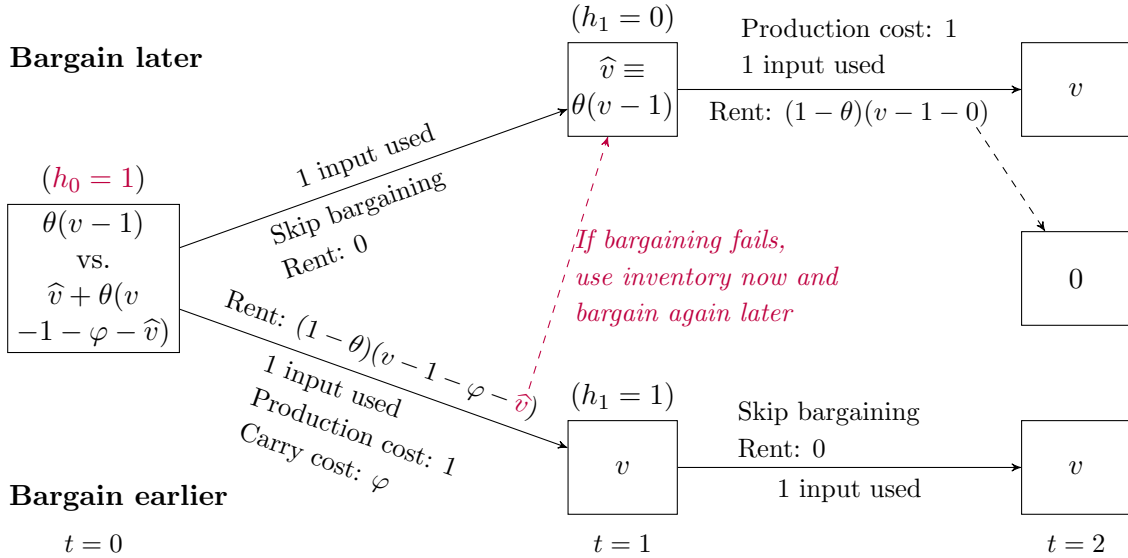 Bargain later
(h₁ = 0)
v̂ ≡
θ(v − 1)
Production cost: 1
1 input used
Rent: (1 − θ)(v − 1 − 0)
v
1 input used
Skip bargaining
Rent: 0
(h₀ = 1)
θ(v − 1)
vs.
v̂ + θ(v
−1 − φ − v̂)
If bargaining fails,
use inventory now and
bargain again later
0
Rent: (1 − θ)(v − 1 − φ − v̂)
1 input used
Production cost: 1
Carry cost: φ
(h₁ = 1)
v
Skip bargaining
Rent: 0
1 input used
v
Bargain earlier
t = 0
t = 1
t = 2